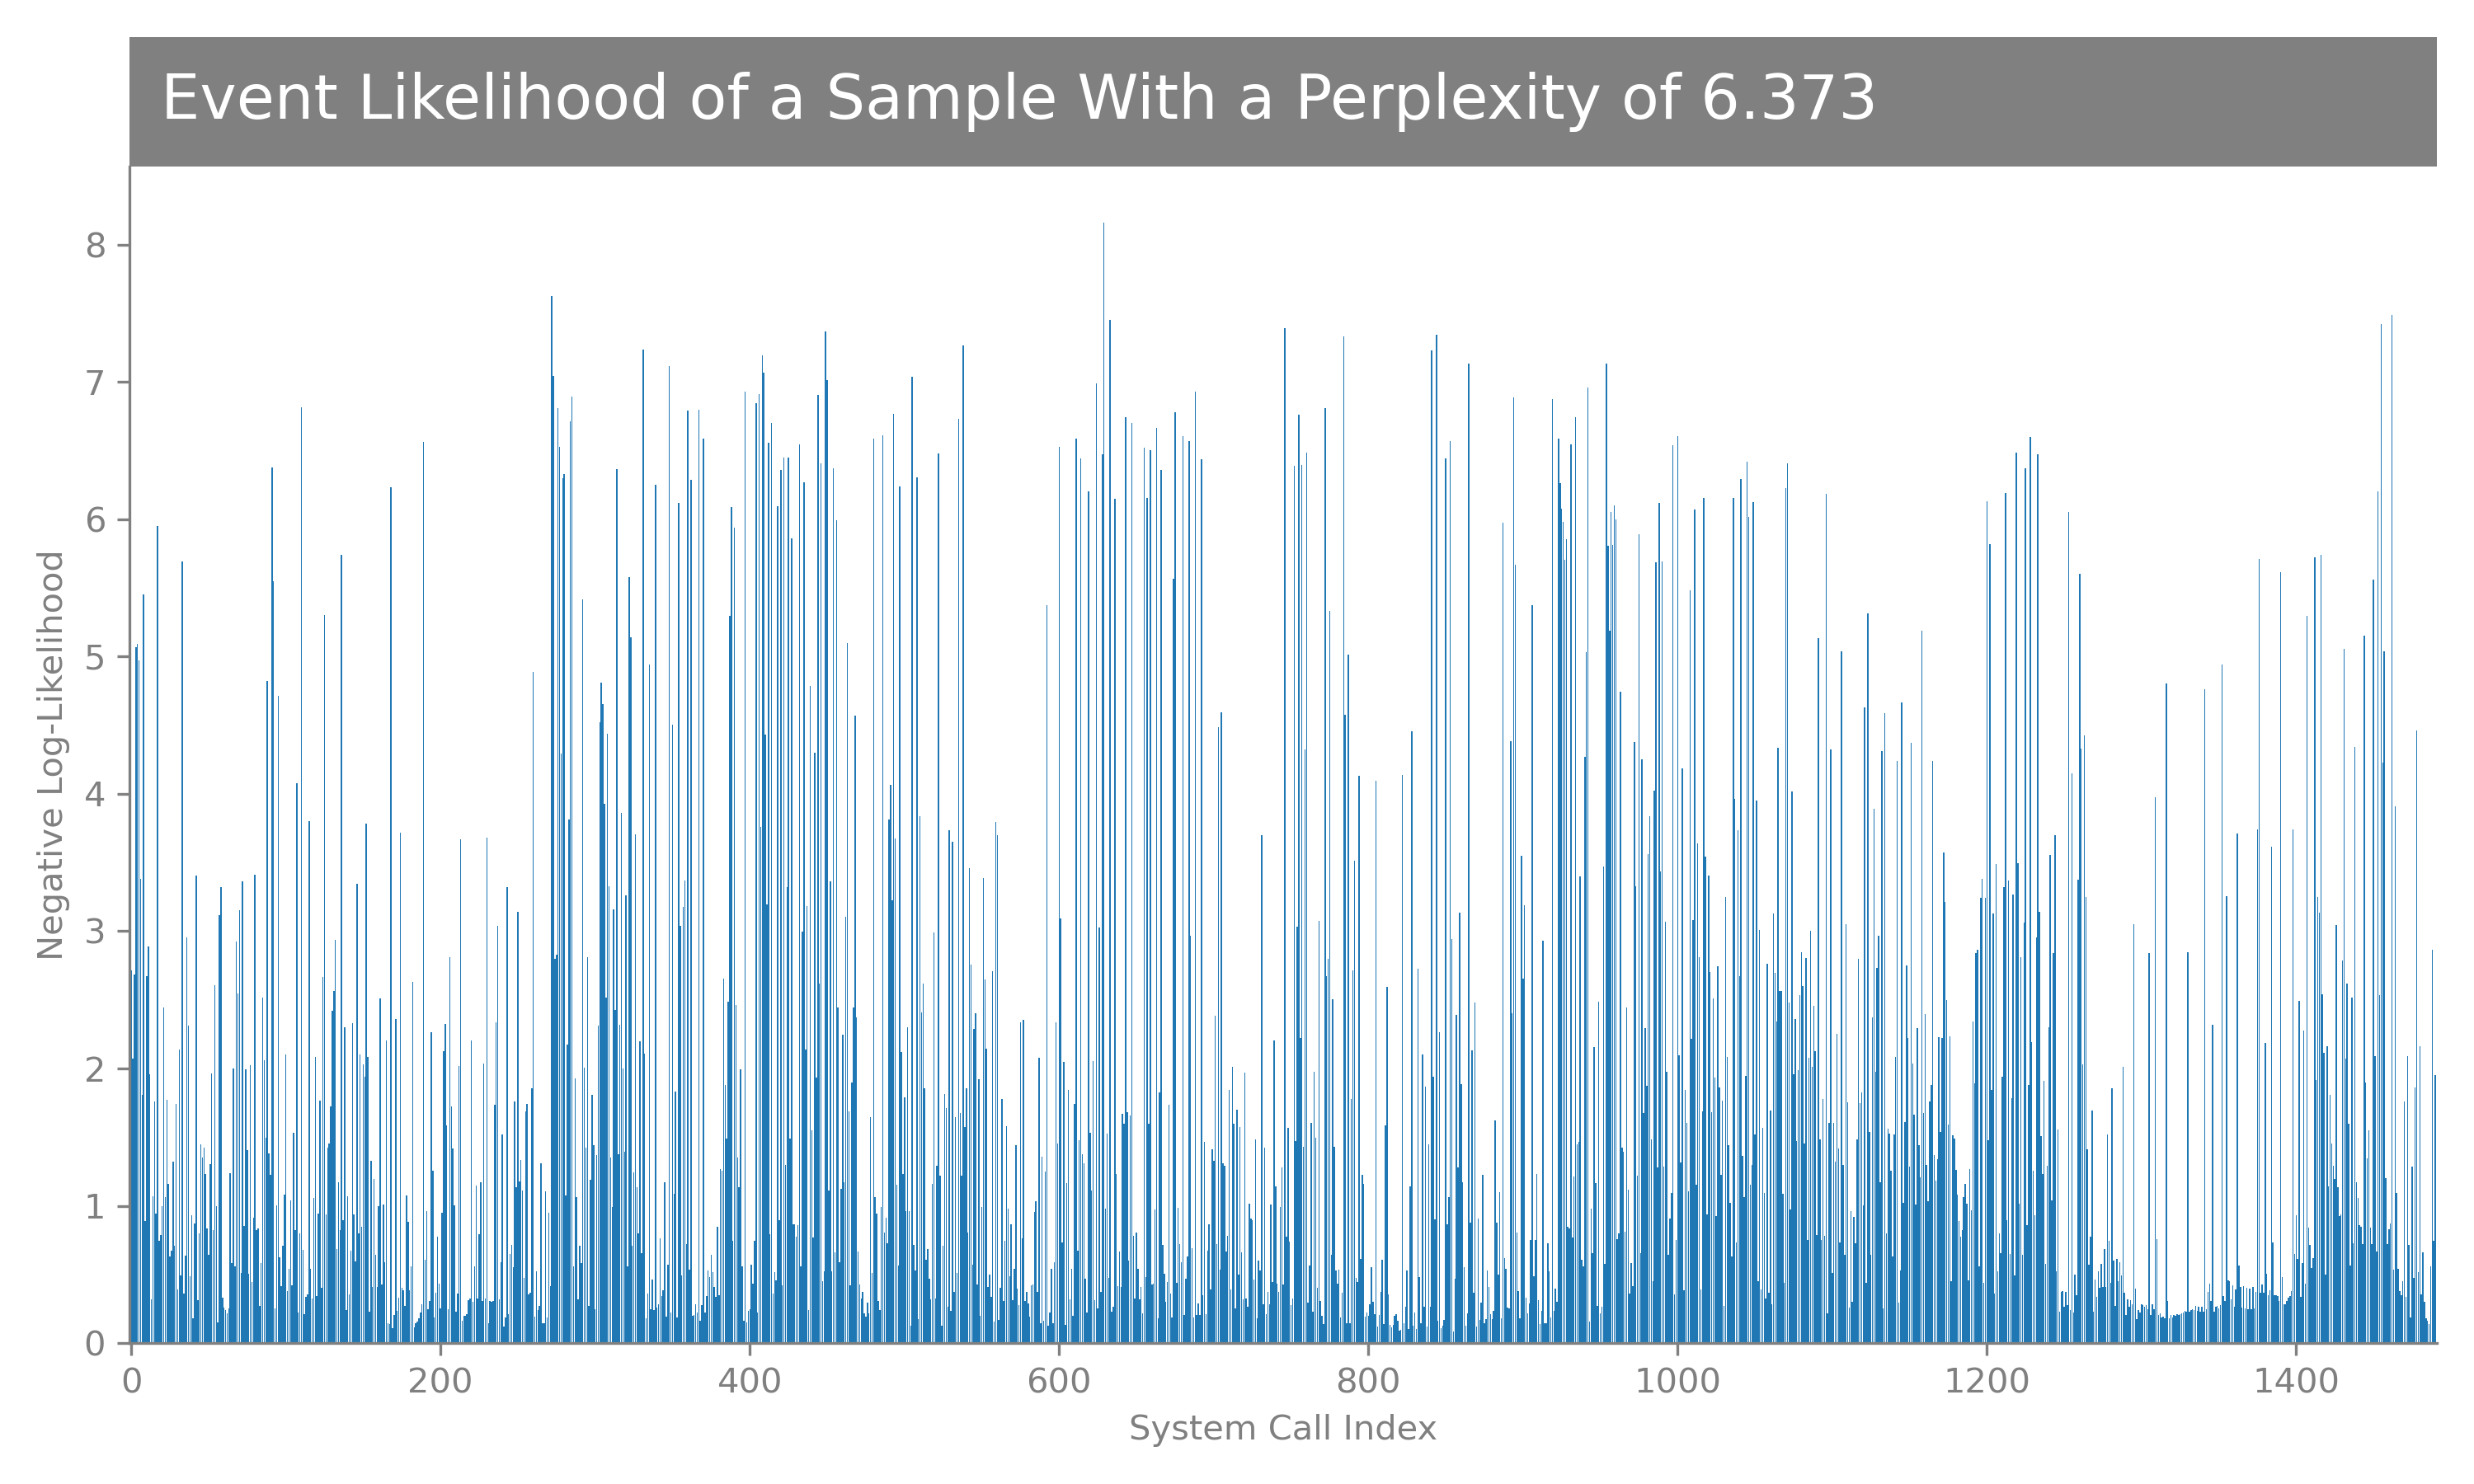 Event Likelihood of a Sample With a Perplexity of 6.373
8
7
6
5
4
3
2
1
0
Negative Log-Likelihood
0 200 400 600 800 1000 1200 1400
System Call Index